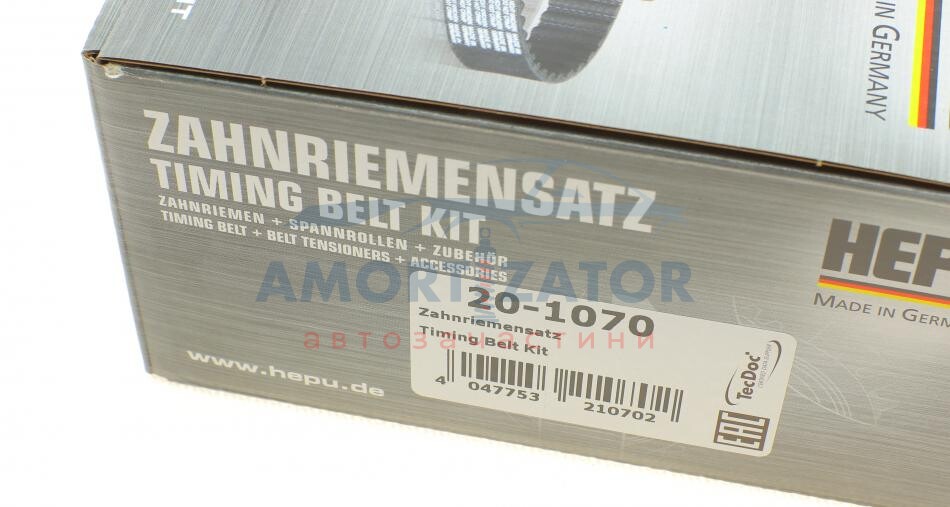 IN GERMANY
ZAHNRIEMENSATZ
TIMING BELT KIT
ZAHNRIEMEN + SPANNROLLEN + ZUBEHÖR
TIMING BELT + BELT TENSIONERS + ACCESSORIES
HEP
MADE IN GERM
AMORTIZATOR
автозапчастини
20-1070
Zahnriemensatz
Timing Belt Kit
4 047753 210702
TecDoc
EAC
www.hepu.de